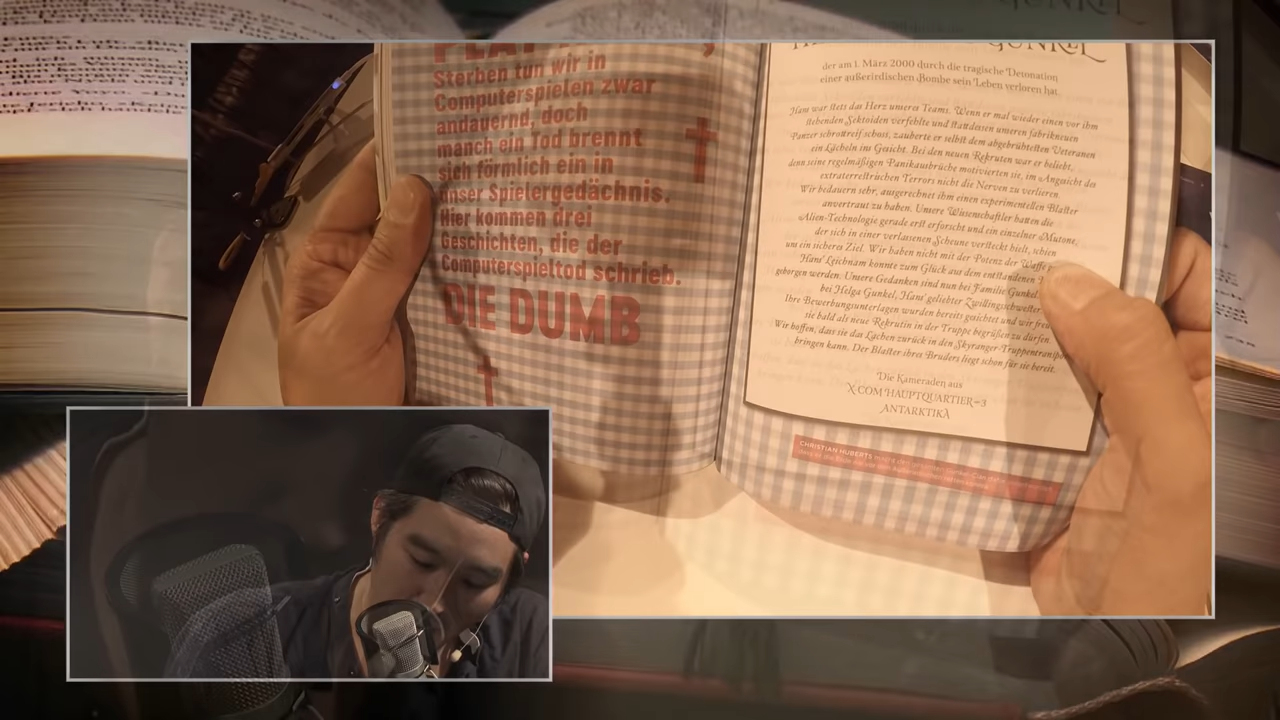 Sterben tun wir in
Computerspielen zwar
andauernd, doch
manch ein Tod brennt
sich förmlich ein in
unser Spielergedächnis.
Hier kommen drei
Geschichten, die der
Computerspieltod schrieb.
DIE DUMB
GUNKEL
der am 1. März 2000 durch die tragische Detonation
einer außerirdischen Bombe sein Leben verloren hat.
Hans war stets das Herz unseres Teams. Wenn er mal wieder einen vor ihm
stehenden Sektoiden verfehlte und stattdessen unseren fabrikneuen
Panzer schrottreif schoss, zauberte er selbst dem abgebrühtesten Veteranen
ein Lächeln ins Gesicht. Bei den neuen Rekruten war er beliebt,
denn seine regelmäßigen Panikausbrüche motivierten sie, im Angesicht des
extraterrestrischen Terrors nicht die Nerven zu verlieren.
Wir bedauern sehr, ausgerechnet ihm einen experimentellen Blaster
anvertraut zu haben. Unsere Wissenschaftler hatten die
Alien-Technologie gerade erst erforscht und ein einzelner Mutone,
der sich in einer verlassenen Scheune versteckt hielt, schien
uns ein sicheres Ziel. Wir haben nicht mit der Potenz der Waffe
Hans' Leichnam konnte zum Glück aus dem entstandenen
geborgen werden. Unsere Gedanken sind nun bei Familie Gunkel
bei Helga Gunkel, Hans' geliebter Zwillingsschwester
Ihre Bewerbungsunterlagen wurden bereits gesichtet und wir
sie bald als neue Rekrutin in der Truppe begrüßen zu dürfen.
Wir hoffen, dass sie das Lachen zurück in den Skyranger-Truppentransporter
bringen kann. Der Blaster ihres Bruders liegt schon für sie bereit.
Die Kameraden aus
X-COM HAUPTQUARTIER-3
ANTARKTIKA
CHRISTIAN HUBERTS